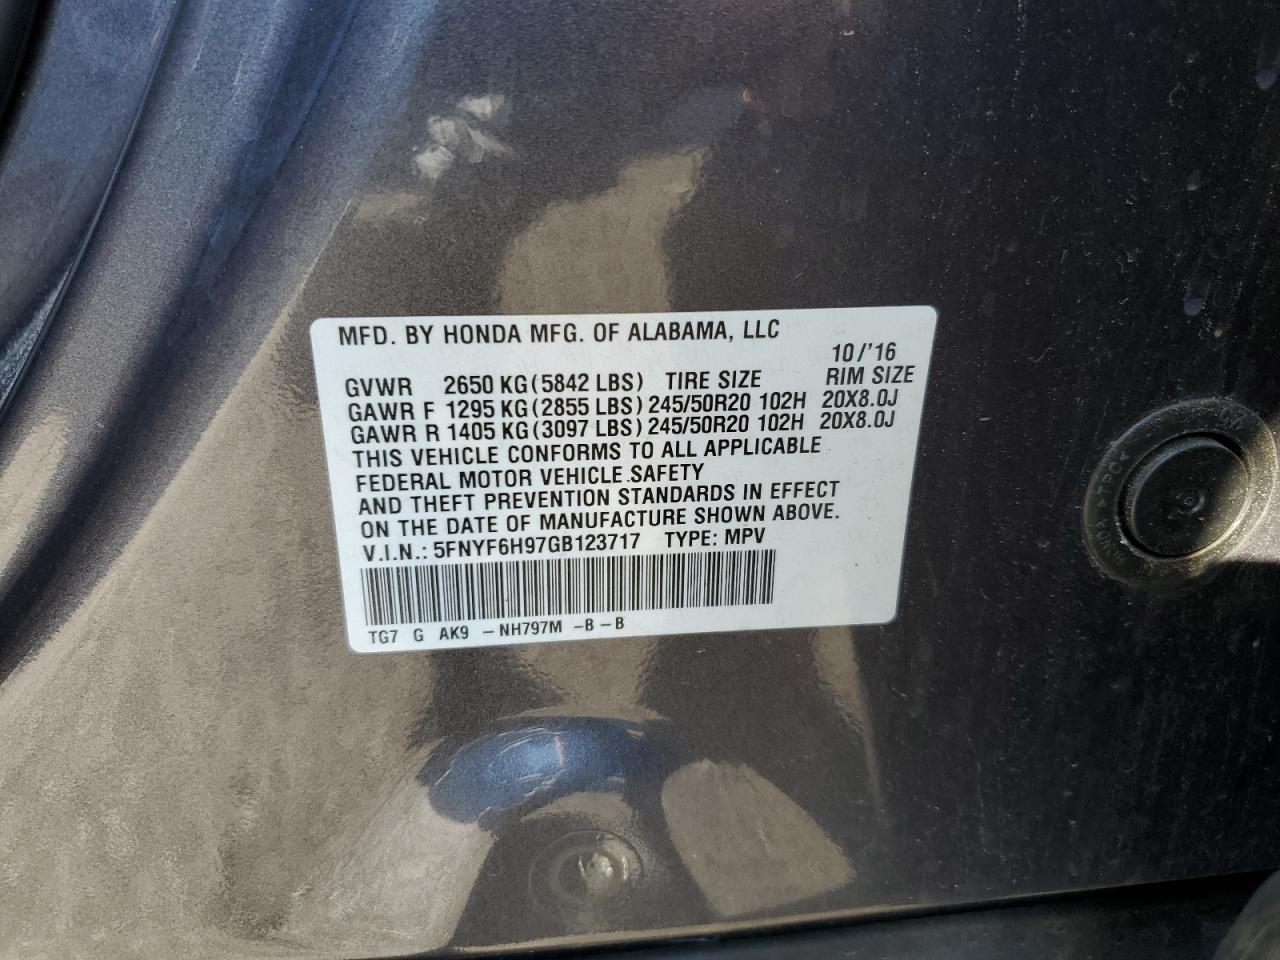 MFD. BY HONDA MFG. OF ALABAMA, LLC
10/'16
GVWR 2650 KG(5842 LBS) TIRE SIZE RIM SIZE
GAWR F 1295 KG(2855 LBS) 245/50R20 102H 20X8.0J
GAWR R 1405 KG(3097 LBS) 245/50R20 102H 20X8.0J
THIS VEHICLE CONFORMS TO ALL APPLICABLE
FEDERAL MOTOR VEHICLE SAFETY
AND THEFT PREVENTION STANDARDS IN EFFECT
ON THE DATE OF MANUFACTURE SHOWN ABOVE.
V.I.N.: 5FNYF6H97GB123717 TYPE: MPV
TG7 G AK9 -NH797M -B-B
>TPC<